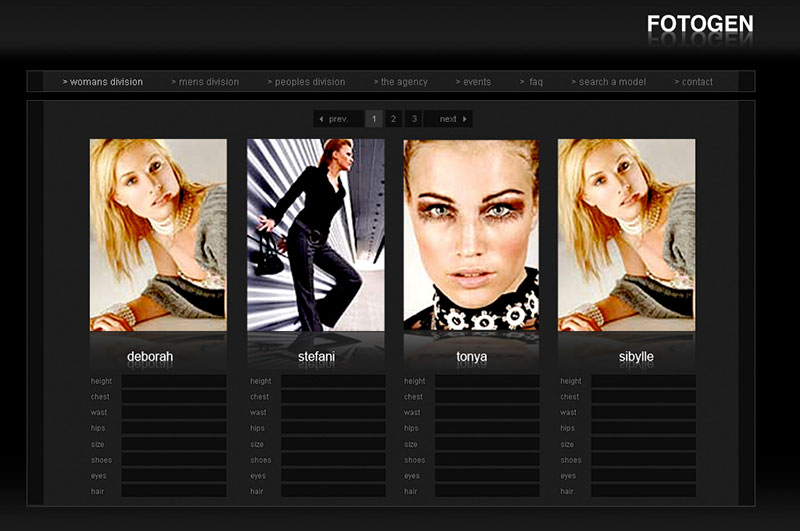 FOTOGEN
> womans division > mens division > peoples division > the agency > events > faq > search a model > contact
prev. 1 2 3 next
deborah stefani tonya sibylle
height height height height
chest chest chest chest
wast wast wast wast
hips hips hips hips
size size size size
shoes shoes shoes shoes
eyes eyes eyes eyes
hair hair hair hair